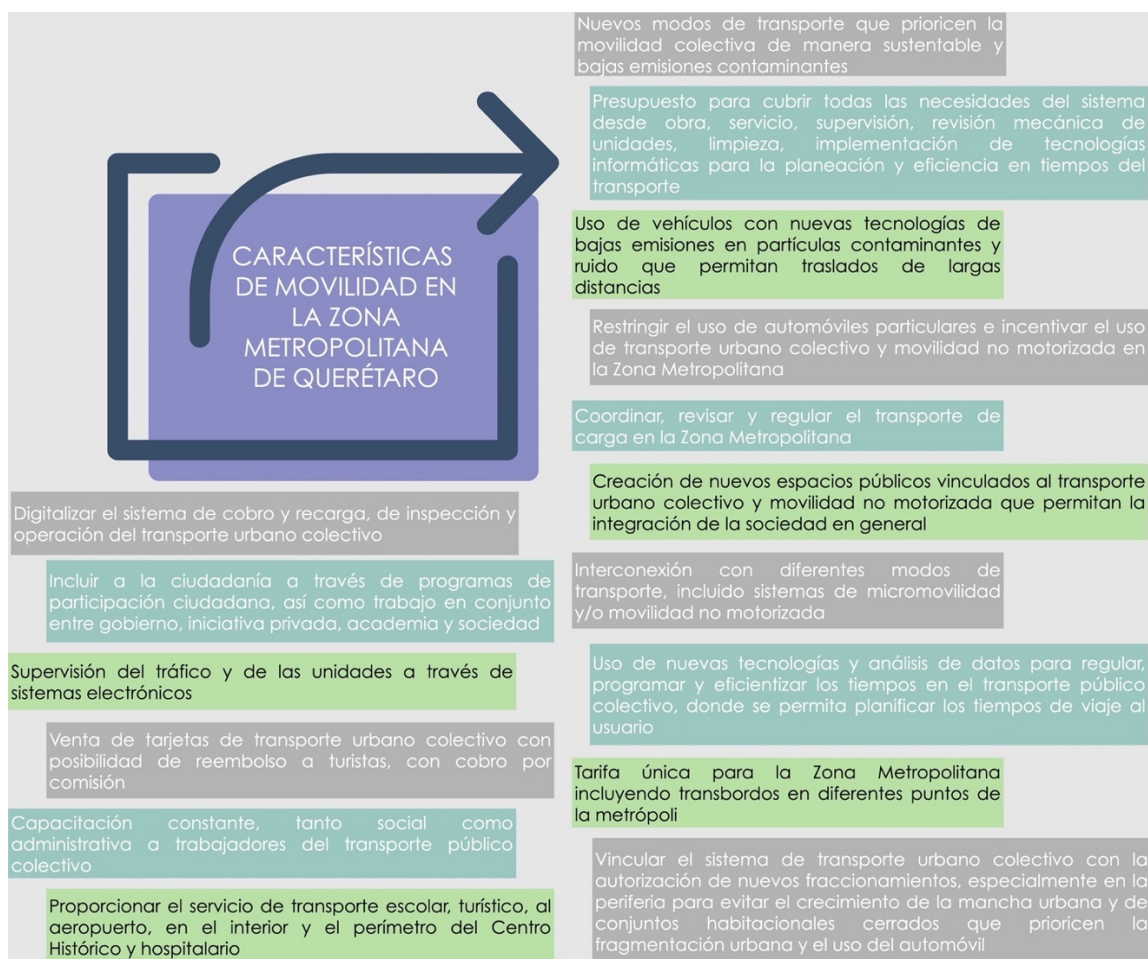 CARACTERÍSTICAS
DE MOVILIDAD EN
LA ZONA
METROPOLITANA
DE QUERÉTARO
Digitalizar el sistema de cobro y recarga, de inspección y
operación del transporte urbano colectivo
Incluir a la ciudadanía a través de programas de
participación ciudadana, así como trabajo en conjunto
entre gobierno, iniciativa privada, academia y sociedad
Supervisión del tráfico y de las unidades a través de
sistemas electrónicos
Venta de tarjetas de transporte urbano colectivo con
posibilidad de reembolso a turistas, con cobro por
comisión
Capacitación constante, tanto social como
administrativa a trabajadores del transporte público
colectivo
Proporcionar el servicio de transporte escolar, turístico, al
aeropuerto, en el interior y el perímetro del Centro
Histórico y hospitalario
Nuevos modos de transporte que prioricen la
movilidad colectiva de manera sustentable y
bajas emisiones contaminantes
Presupuesto para cubrir todas las necesidades del sistema
desde obra, servicio, supervisión, revisión mecánica de
unidades, limpieza, implementación de tecnologías
informáticas para la planeación y eficiencia en tiempos del
transporte
Uso de vehículos con nuevas tecnologías de
bajas emisiones en partículas contaminantes y
ruido que permitan traslados de largas
distancias
Restringir el uso de automóviles particulares e incentivar el uso
de transporte urbano colectivo y movilidad no motorizada en
la Zona Metropolitana
Coordinar, revisar y regular el transporte de
carga en la Zona Metropolitana
Creación de nuevos espacios públicos vinculados al transporte
urbano colectivo y movilidad no motorizada que permitan la
integración de la sociedad en general
Interconexión con diferentes modos de
transporte, incluido sistemas de micromovilidad
y/o movilidad no motorizada
Uso de nuevas tecnologías y análisis de datos para regular,
programar y eficientizar los tiempos en el transporte público
colectivo, donde se permita planificar los tiempos de viaje al
usuario
Tarifa única para la Zona Metropolitana
incluyendo transbordos en diferentes puntos de
la metrópoli
Vincular el sistema de transporte urbano colectivo con la
autorización de nuevos fraccionamientos, especialmente en la
periferia para evitar el crecimiento de la mancha urbana y de
conjuntos habitacionales cerrados que prioricen la
fragmentación urbana y el uso del automóvil